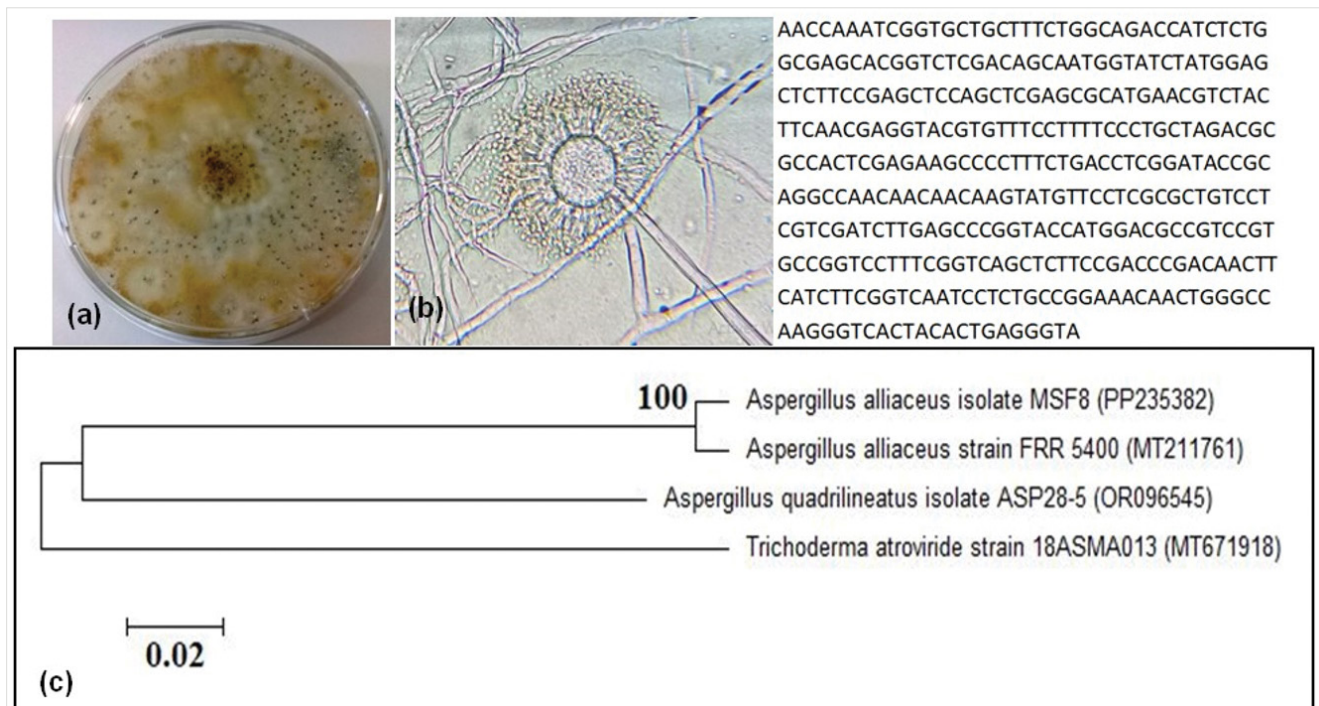 (a)
(b)
AACCAAATCGGTGCTGCTTTCTGGCAGACCATCTCTG
GCGAGCACGGTCTCGACAGCAATGGTATCTATGGAG
CTCTTCCGAGCTCCAGCTCGAGCGCATGAACGTCTAC
TTCAACGAGGTACGTGTTTCCTTTTCCCTGCTAGACGC
GCCACTCGAGAAGCCCCTTTCTGACCTCGGATACCGC
AGGCCAACAACAACAAGTATGTTCCTCGCGCTGTCCT
CGTCGATCTTGAGCCCGGTACCATGGACGCCGTCCGT
GCCGGTCCTTTCGGTCAGCTCTTCCGACCCGACAACTT
CATCTTCGGTCAATCCTCTGCCGGAAACAACTGGGCC
AAGGGTCACTACACTGAGGGTA
100
Aspergillus alliaceus isolate MSF8 (PP235382)
Aspergillus alliaceus strain FRR 5400 (MT211761)
Aspergillus quadrilineatus isolate ASP28-5 (OR096545)
Trichoderma atroviride strain 18ASMA013 (MT671918)
0.02
(c)